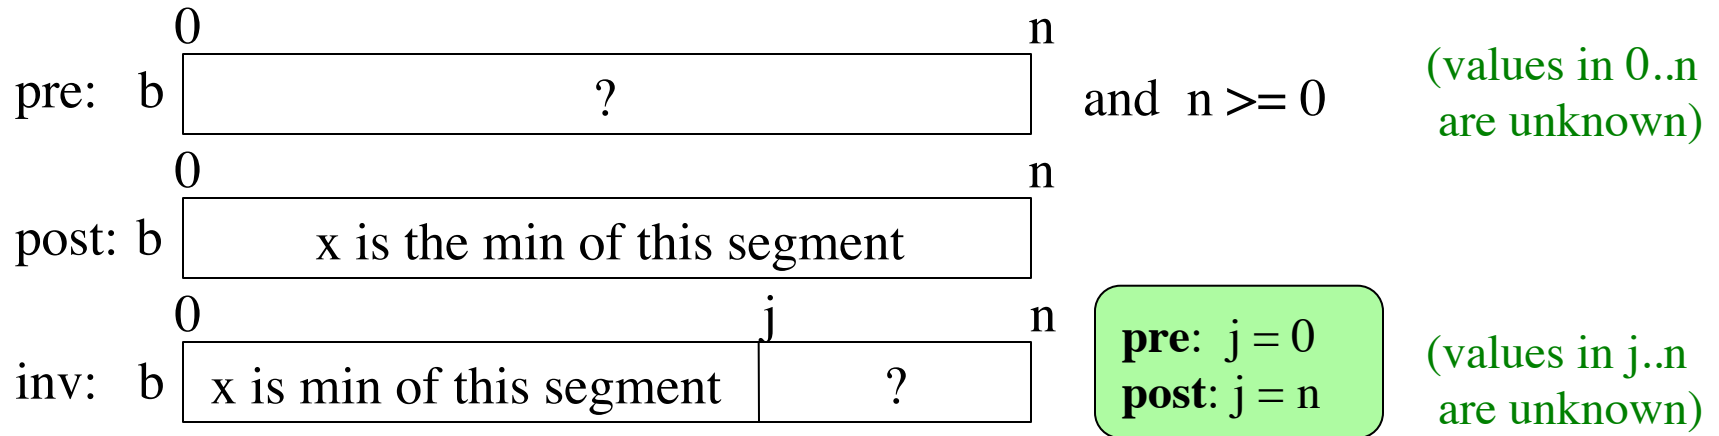 0 n
pre: b ? and n >= 0 (values in 0..n
are unknown)
0 n
post: b x is the min of this segment
0 j n
inv: b x is min of this segment ? pre: j = 0
post: j = n (values in j..n
are unknown)